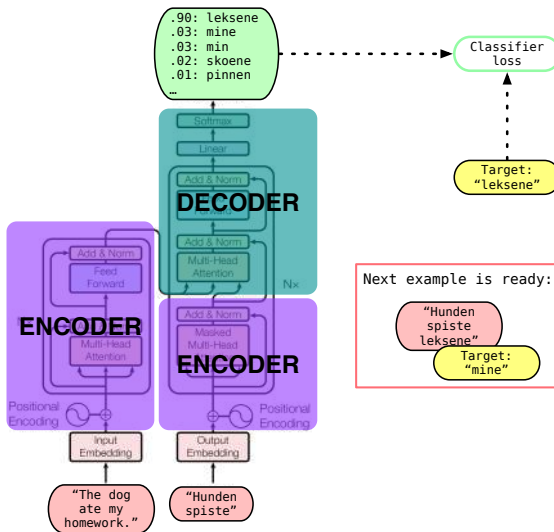 .90: leksene
.03: mine
.03: min
.02: skoene
.01: pinnen
…
Classifier
loss
Softmax
Linear
Add & Norm
DECODER
Forward
Add & Norm
Multi-Head
Attention
N×
Target:
“leksene”
Add & Norm
Feed
Forward
ENCODER
Multi-Head
Attention
Positional
Encoding
Input
Embedding
“The dog
ate my
homework.”
Add & Norm
Masked
Multi-Head
ENCODER
Positional
Encoding
Output
Embedding
“Hunden
spiste”
Next example is ready:
“Hunden
spiste
leksene”
Target:
“mine”